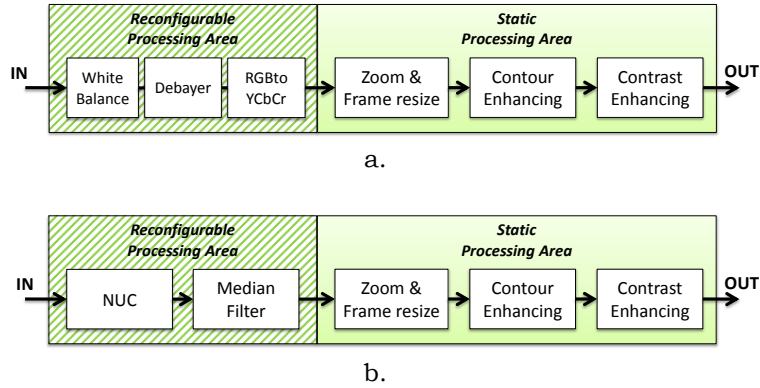 Reconfigurable
Processing Area
Static
Processing Area
IN
White
Balance
Debayer
RGBto
YCbCr
Zoom &
Frame resize
Contour
Enhancing
Contrast
Enhancing
OUT
a.
Reconfigurable
Processing Area
Static
Processing Area
IN
NUC
Median
Filter
Zoom &
Frame resize
Contour
Enhancing
Contrast
Enhancing
OUT
b.